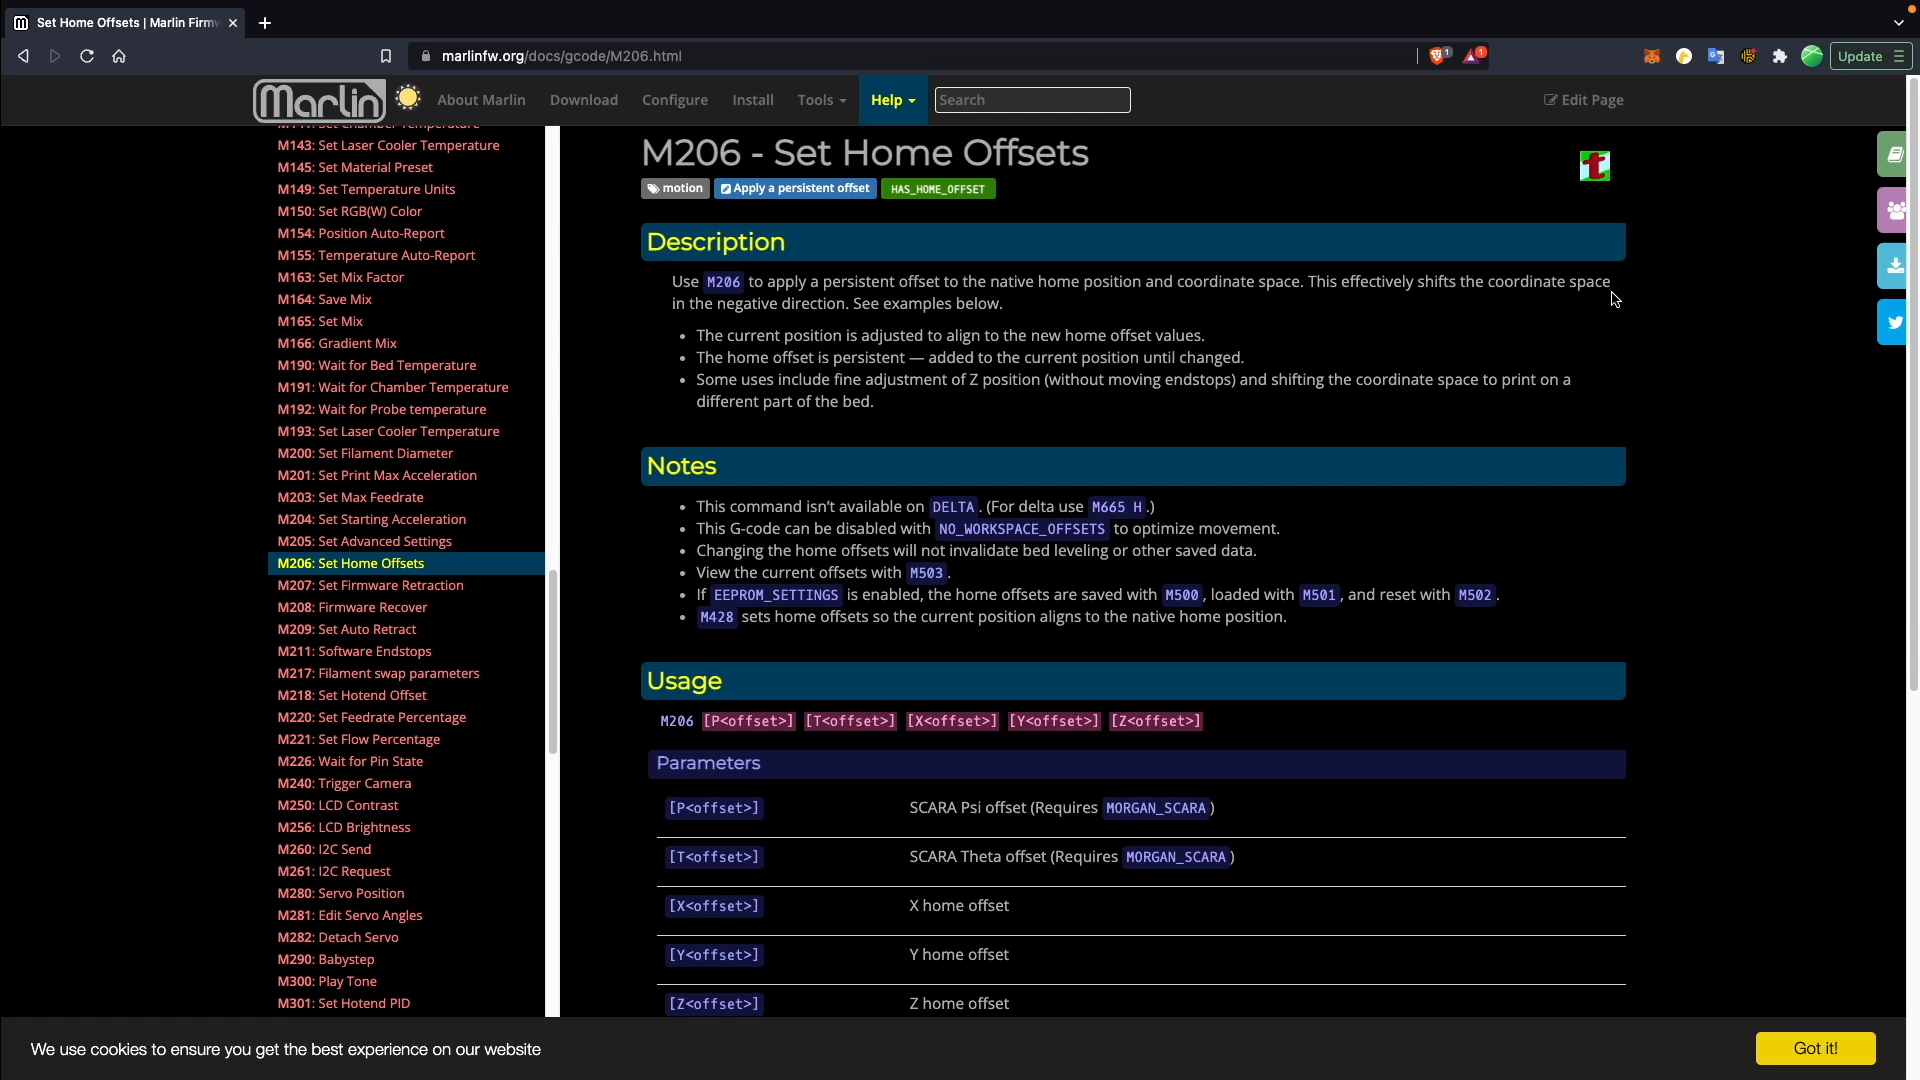 Set Home Offsets | Marlin Firmw
marlinfw.org/docs/gcode/M206.html
1
1
Update
Marlin
About Marlin
Download
Configure
Install
Tools
Help
Search
Edit Page
M143: Set Laser Cooler Temperature
M145: Set Material Preset
M149: Set Temperature Units
M150: Set RGB(W) Color
M154: Position Auto-Report
M155: Temperature Auto-Report
M163: Set Mix Factor
M164: Save Mix
M165: Set Mix
M166: Gradient Mix
M190: Wait for Bed Temperature
M191: Wait for Chamber Temperature
M192: Wait for Probe temperature
M193: Set Laser Cooler Temperature
M200: Set Filament Diameter
M201: Set Print Max Acceleration
M203: Set Max Feedrate
M204: Set Starting Acceleration
M205: Set Advanced Settings
M206: Set Home Offsets
M207: Set Firmware Retraction
M208: Firmware Recover
M209: Set Auto Retract
M211: Software Endstops
M217: Filament swap parameters
M218: Set Hotend Offset
M220: Set Feedrate Percentage
M221: Set Flow Percentage
M226: Wait for Pin State
M240: Trigger Camera
M250: LCD Contrast
M256: LCD Brightness
M260: I2C Send
M261: I2C Request
M280: Servo Position
M281: Edit Servo Angles
M282: Detach Servo
M290: Babystep
M300: Play Tone
M301: Set Hotend PID
M206 - Set Home Offsets
t
motion
Apply a persistent offset
HAS_HOME_OFFSET
Description
Use M206 to apply a persistent offset to the native home position and coordinate space. This effectively shifts the coordinate space
in the negative direction. See examples below.
• The current position is adjusted to align to the new home offset values.
• The home offset is persistent — added to the current position until changed.
• Some uses include fine adjustment of Z position (without moving endstops) and shifting the coordinate space to print on a
different part of the bed.
Notes
• This command isn't available on DELTA. (For delta use M665 H.)
• This G-code can be disabled with NO_WORKSPACE_OFFSETS to optimize movement.
• Changing the home offsets will not invalidate bed leveling or other saved data.
• View the current offsets with M503.
• If EEPROM_SETTINGS is enabled, the home offsets are saved with M500, loaded with M501, and reset with M502.
• M428 sets home offsets so the current position aligns to the native home position.
Usage
M206 [P<offset>] [T<offset>] [X<offset>] [Y<offset>] [Z<offset>]
Parameters
[P<offset>] SCARA Psi offset (Requires MORGAN_SCARA)
[T<offset>] SCARA Theta offset (Requires MORGAN_SCARA)
[X<offset>] X home offset
[Y<offset>] Y home offset
[Z<offset>] Z home offset
We use cookies to ensure you get the best experience on our website
Got it!